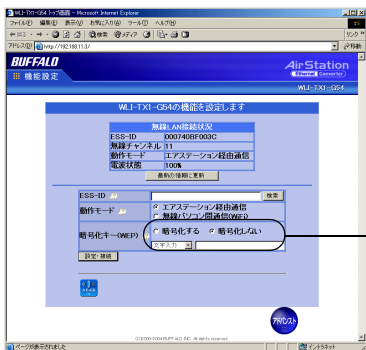 WLI-TX1-G54 トップ画面 - Microsoft Internet Explorer
ファイル(F) 編集(E) 表示(V) お気に入り(A) ツール(T) ヘルプ(H)
戻る 検索 お気に入り メディア リンク
アドレス(D) http://192.168.11.3/ 移動
BUFFALO
AirStation
Ethernet Converter
機能設定
WLI-TX1-G54
WLI-TX1-G54の機能を設定します
無線LAN接続状況
ESS-ID 000740BF003C
無線チャンネル 11
動作モード エアステーション経由通信
電波状態 100%
最新の情報に更新
ESS-ID 検索
動作モード エアステーション経由通信
無線パソコン間通信(WiFi)
暗号化キー(WEP) 暗号化する 暗号化しない
文字入力
設定・接続
アドバンスト
(C)2000-2004 BUFFALO INC. All rights reserved.
ページが表示されました イントラネット